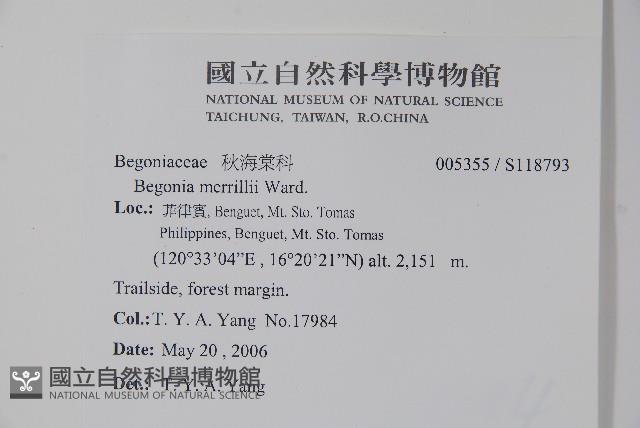 國立自然科學博物館
NATIONAL MUSEUM OF NATURAL SCIENCE
TAICHUNG, TAIWAN, R.O.CHINA
Begoniaceae 秋海棠科 005355 / S118793
Begonia merrillii Ward.
Loc.: 菲律賓, Benguet, Mt. Sto. Tomas
Philippines, Benguet, Mt. Sto. Tomas
(120°33’04”E , 16°20’21”N) alt. 2,151 m.
Trailside, forest margin.
Col.: T. Y. A. Yang No.17984
Date: May 20 , 2006
Det.: T. Y. A. Yang
國立自然科學博物館
NATIONAL MUSEUM OF NATURAL SCIENCE